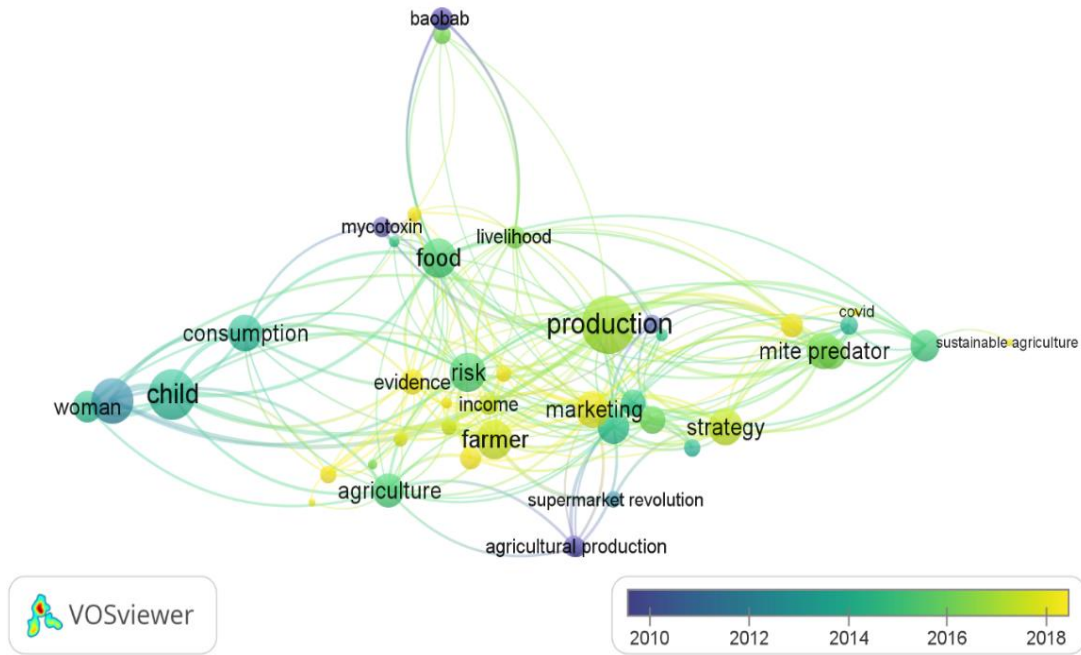 baobab
mycotoxin
livelihood
food
covid
production
consumption
sustainable agriculture
mite predator
risk
evidence
child
woman
income
marketing
strategy
farmer
agriculture
supermarket revolution
agricultural production
VOSviewer
2010 2012 2014 2016 2018